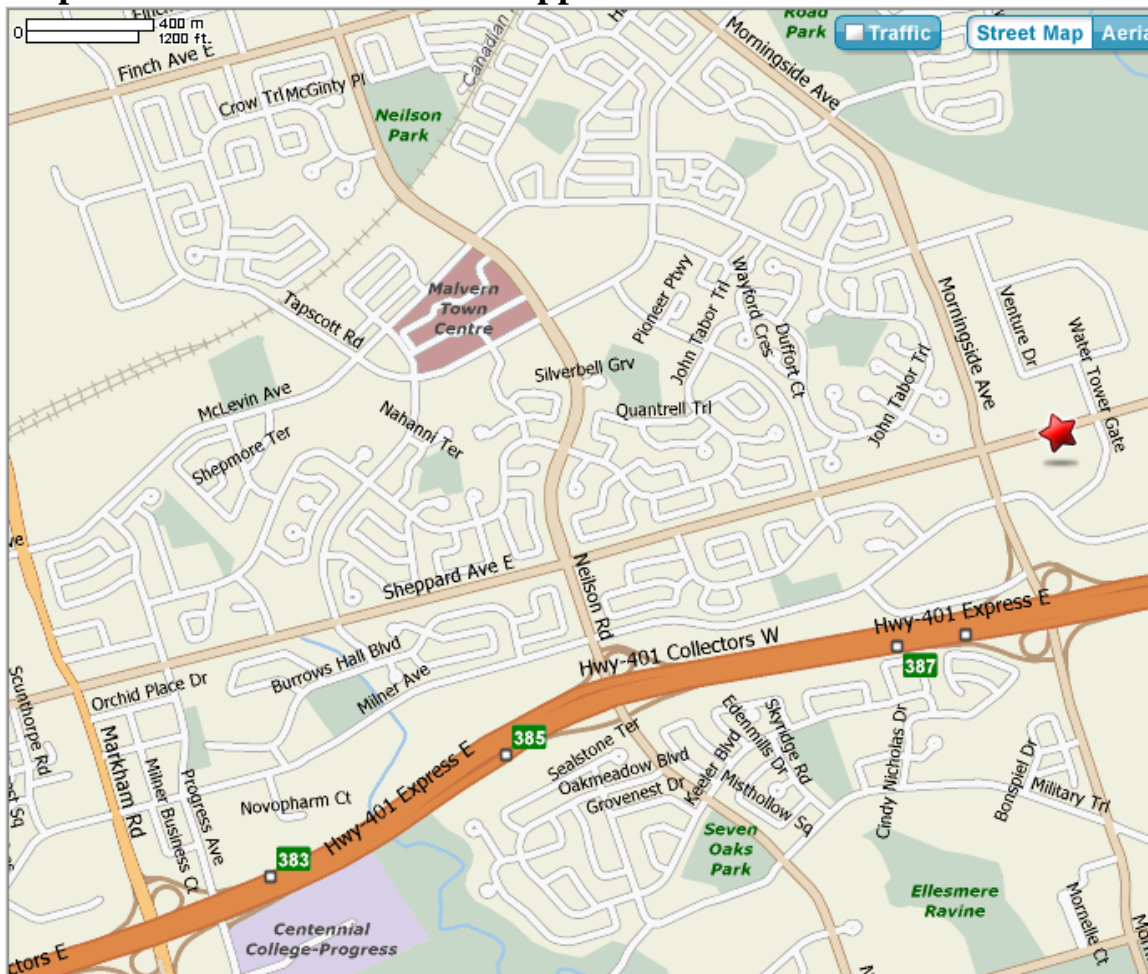 0
400 m
1200 ft.
Traffic
Street Map
Road
Park
Finch Ave E
Crow Trl
McGinty Pl
Neilson
Park
Canadian
Morningside Ave
Malvern
Town
Centre
Tapscott Rd
Pioneer Ptwy
John Tabor Trl
Wayford Cres
Duffort Ct
Morningside Ave
Venture Dr
Water Tower Gate
Silverbell Grv
McLevin Ave
Nahanni Ter
Shepmore Ter
Quantrell Trl
John Tabor Trl
Sheppard Ave E
Neilson Rd
Hwy-401 Express E
Hwy-401 Collectors W
387
Burrows Hall Blvd
Milner Ave
Orchid Place Dr
Scunthorpe Rd
Markham Rd
Milner Business Ct
Progress Ave
Novopharm Ct
Hwy-401 Express E
385
383
Sealstone Ter
Oakmeadow Blvd
Grovenest Dr
Keeler Blvd
Edenmills Dr
Skyridge Rd
Misthollow Sq
Cindy Nicholas Dr
Bonspiel Dr
Military Trl
Seven
Oaks
Park
Ellesmere
Ravine
Mornelle Ct
Centennial
College-Progress